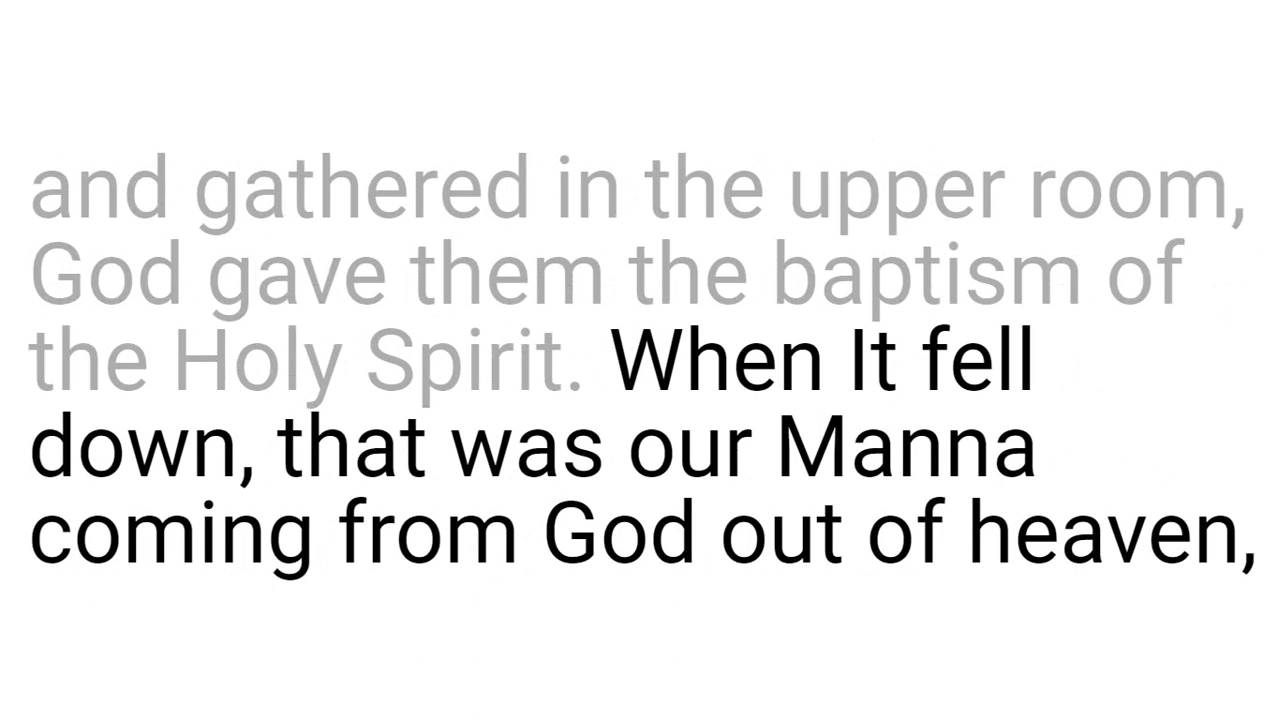 and gathered in the upper room,
God gave them the baptism of
the Holy Spirit. When It fell
down, that was our Manna
coming from God out of heaven,